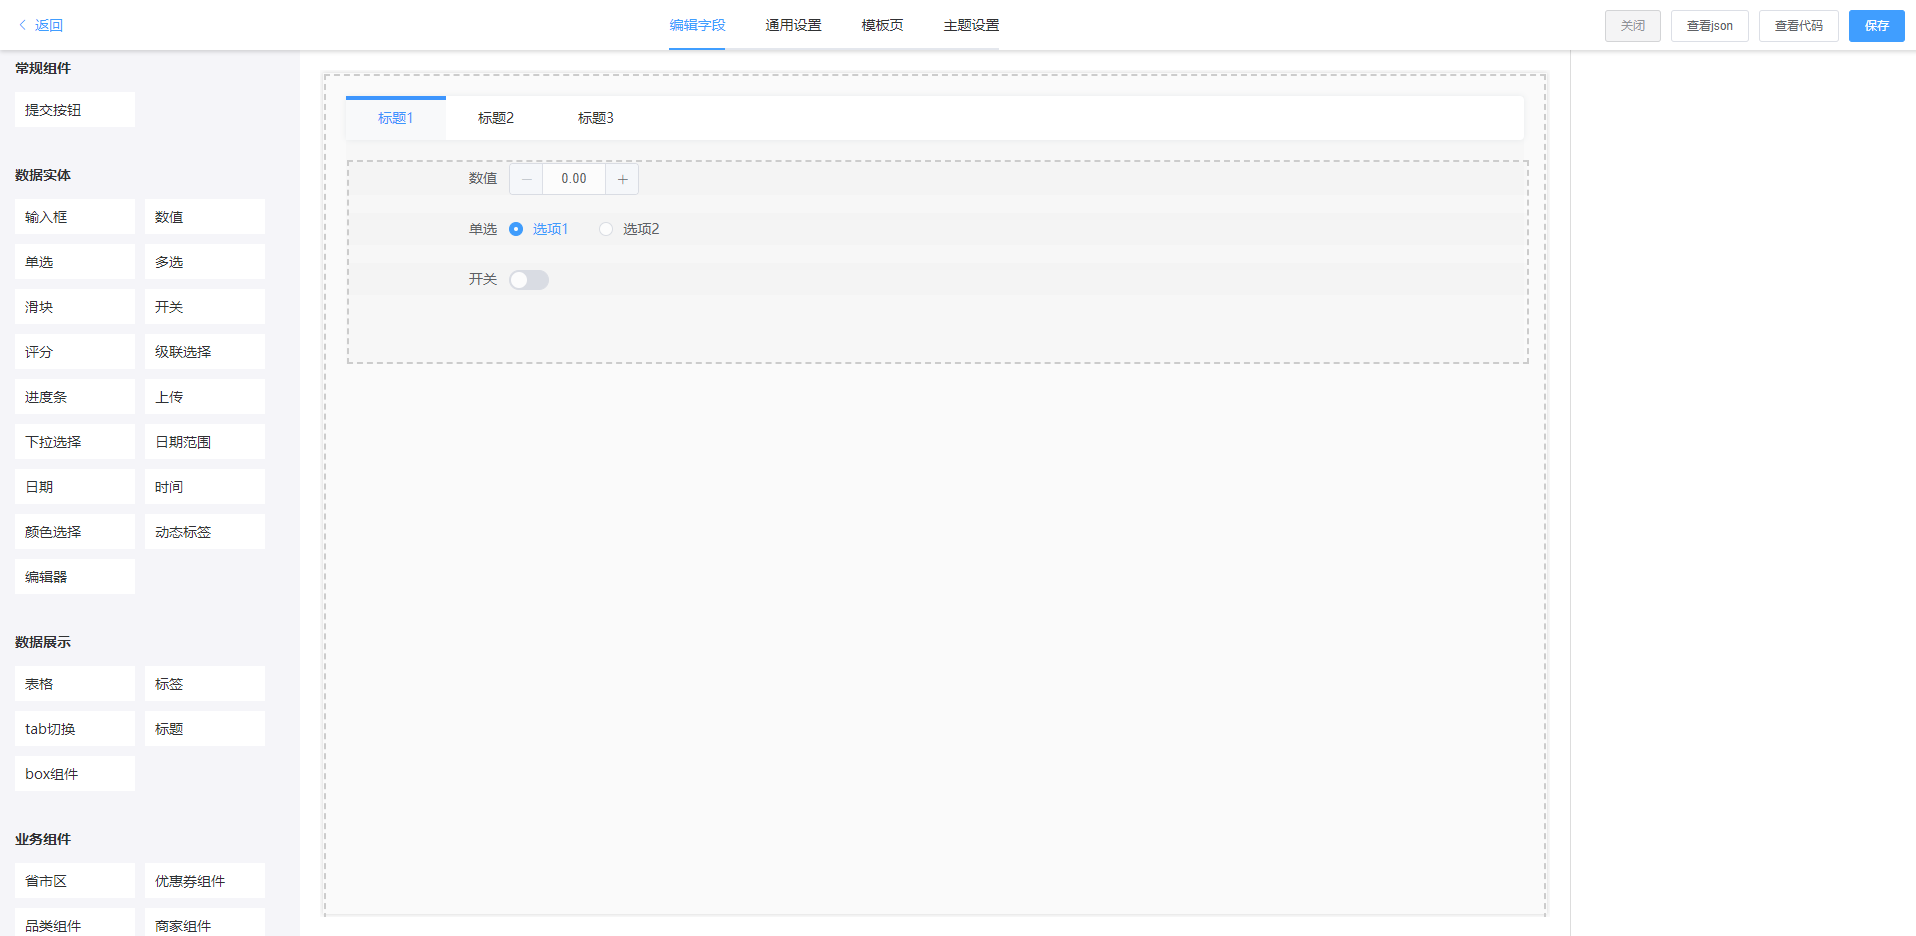 返回
编辑字段 通用设置 模板页 主题设置
关闭 查看json 查看代码 保存
常规组件
提交按钮
数据实体
输入框 数值
单选 多选
滑块 开关
评分 级联选择
进度条 上传
下拉选择 日期范围
日期 时间
颜色选择 动态标签
编辑器
数据展示
表格 标签
tab切换 标题
box组件
业务组件
省市区 优惠券组件
品类组件 商家组件
标题1 标题2 标题3
数值 0.00
单选 选项1 选项2
开关